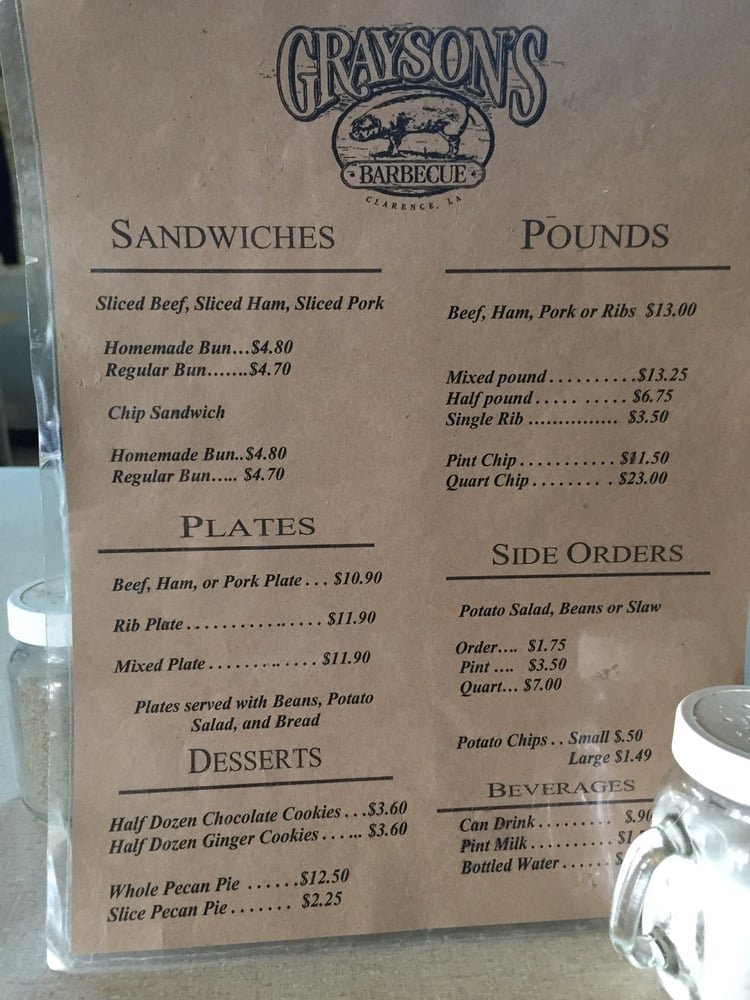 GRAYSON'S
BARBECUE
CLARENCE, LA
SANDWICHES
Sliced Beef, Sliced Ham, Sliced Pork
Homemade Bun...$4.80
Regular Bun.......$4.70
Chip Sandwich
Homemade Bun..$4.80
Regular Bun..... $4.70
PLATES
Beef, Ham, or Pork Plate . . . $10.90
Rib Plate . . . . . . . . . . . . . . . . $11.90
Mixed Plate . . . . . . . . . . . . . $11.90
Plates served with Beans, Potato
Salad, and Bread
DESSERTS
Half Dozen Chocolate Cookies . . .$3.60
Half Dozen Ginger Cookies . . . ... $3.60
Whole Pecan Pie ......$12.50
Slice Pecan Pie . . . . . . . $2.25
POUNDS
Beef, Ham, Pork or Ribs $13.00
Mixed pound . . . . . . . . . .$13.25
Half pound . . . . . . . . . . . $6.75
Single Rib ............... $3.50
Pint Chip . . . . . . . . . . . $11.50
Quart Chip . . . . . . . . . $23.00
SIDE ORDERS
Potato Salad, Beans or Slaw
Order.... $1.75
Pint .... $3.50
Quart... $7.00
Potato Chips . . Small $.50
Large $1.49
BEVERAGES
Can Drink . . . . . . . . . $.90
Pint Milk . . . . . . . . . .
Bottled Water . . . . . .